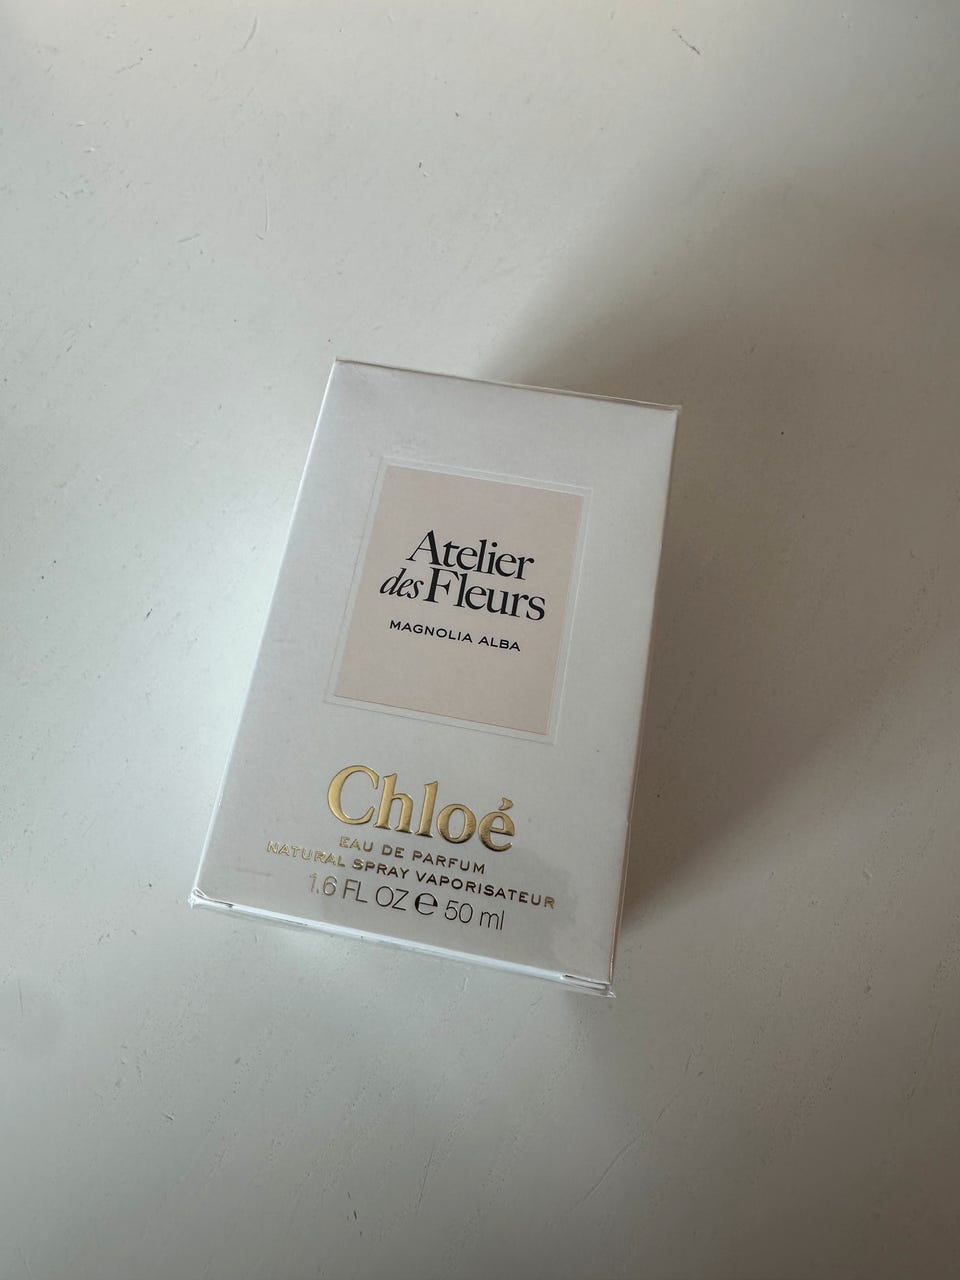 Atelier
des Fleurs
MAGNOLIA ALBA
Chloé
EAU DE PARFUM
NATURAL SPRAY VAPORISATEUR
1.6 FL OZ ℮ 50 ml